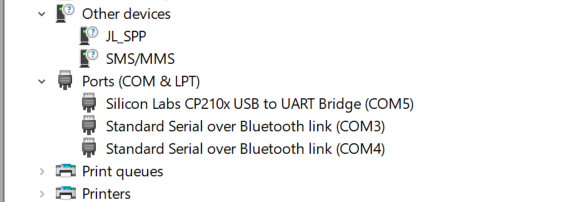 Other devices
JL_SPP
SMS/MMS
Ports (COM & LPT)
Silicon Labs CP210x USB to UART Bridge (COM5)
Standard Serial over Bluetooth link (COM3)
Standard Serial over Bluetooth link (COM4)
Print queues
Printers